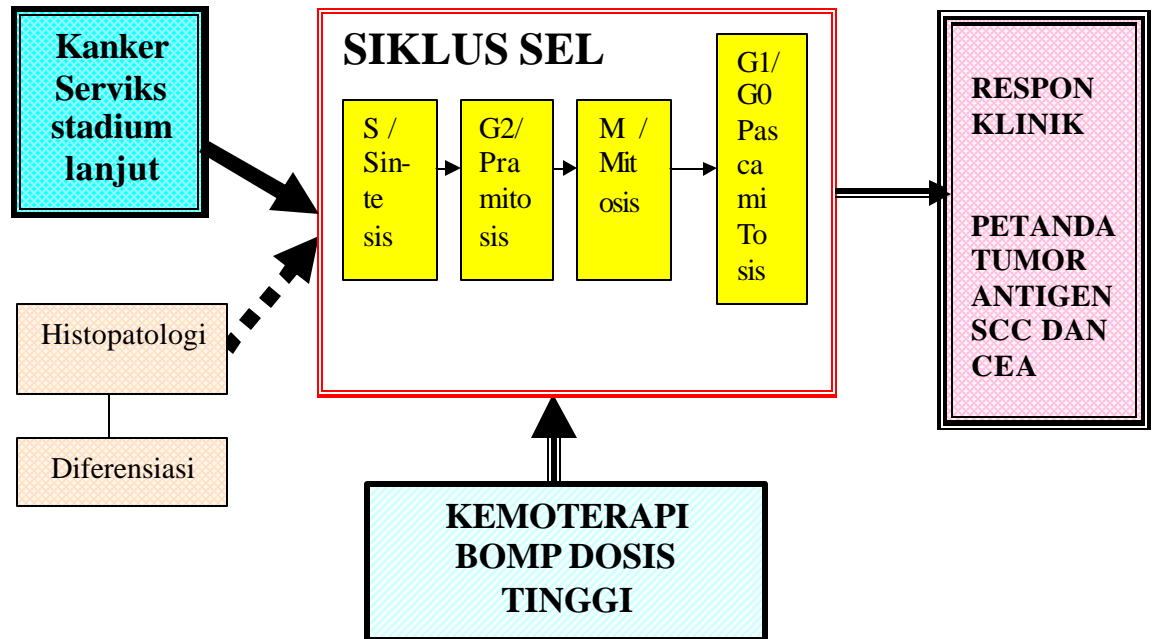 Kanker
Serviks
stadium
lanjut
Histopatologi
Diferensiasi
SIKLUS SEL
S /
Sin-
te
sis
G2/
Pra
mito
sis
M /
Mit
osis
G1/
G0
Pas
ca
mi
To
sis
KEMOTERAPI
BOMP DOSIS
TINGGI
RESPON
KLINIK
PETANDA
TUMOR
ANTIGEN
SCC DAN
CEA